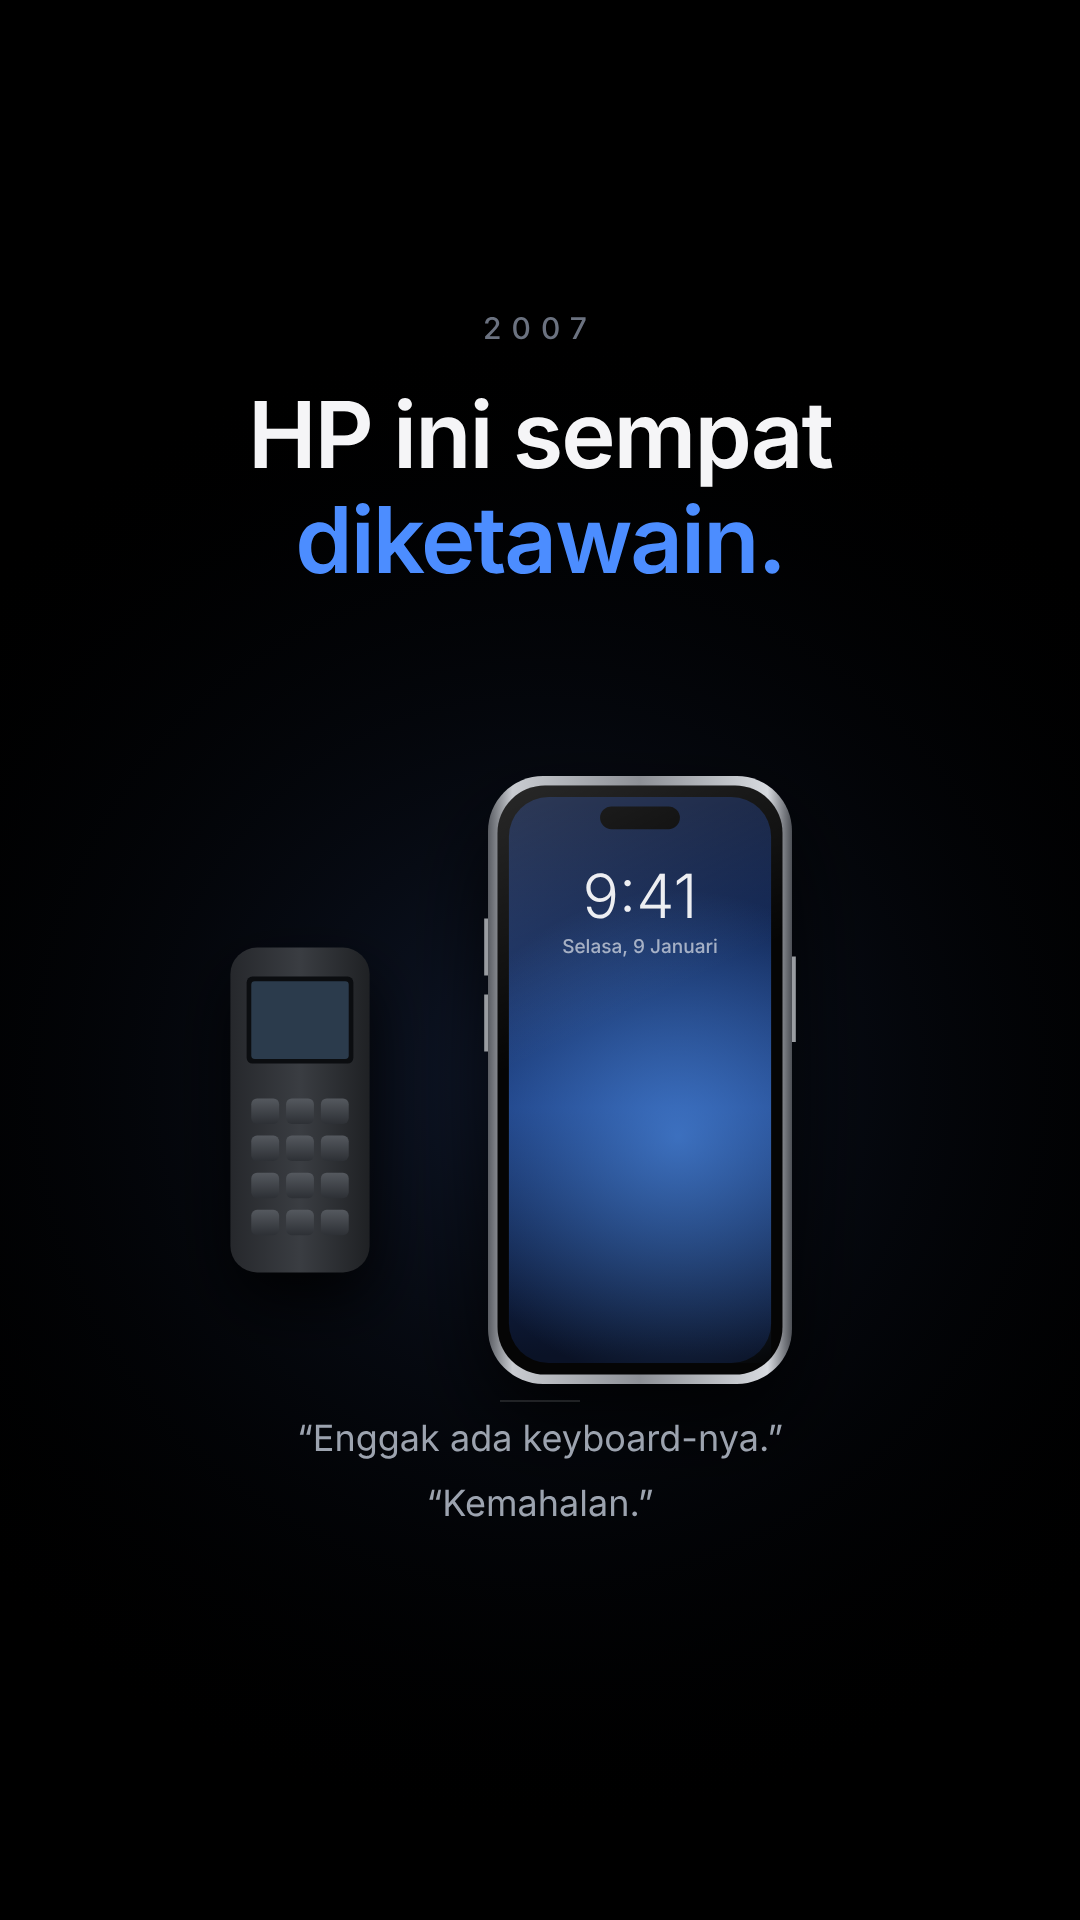 2007
HP ini sempat
diketawain.
9:41
Selasa, 9 Januari
“Enggak ada keyboard-nya.”
“Kemahalan.”